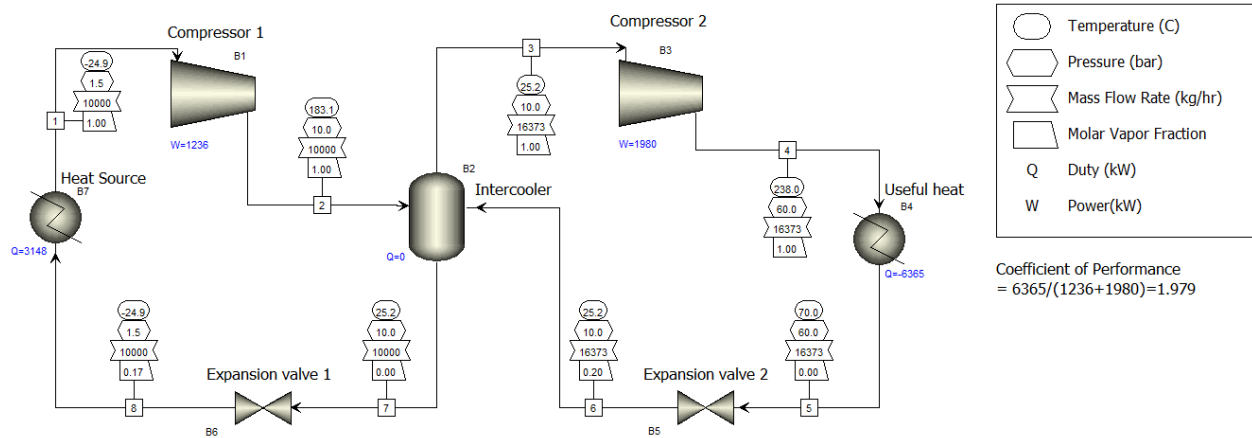 Compressor 1
B1
W=1236
-24.9
1.5
10000
1.00
1
Heat Source
B7
Q=3148
183.1
10.0
10000
1.00
2
B2
Intercooler
Q=0
3
25.2
10.0
16373
1.00
Compressor 2
B3
W=1980
4
238.0
60.0
16373
1.00
Useful heat
B4
Q=-6365
-24.9
1.5
10000
0.17
8
Expansion valve 1
B6
25.2
10.0
10000
0.00
7
25.2
10.0
16373
0.20
6
Expansion valve 2
B5
70.0
60.0
16373
0.00
5
Temperature (C)
Pressure (bar)
Mass Flow Rate (kg/hr)
Molar Vapor Fraction
Q Duty (kW)
W Power(kW)
Coefficient of Performance
= 6365/(1236+1980)=1.979